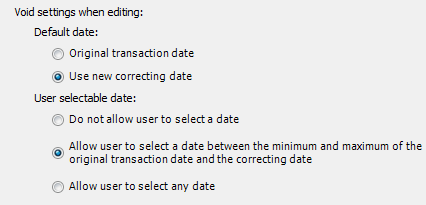 Void settings when editing:
Default date:
Original transaction date
Use new correcting date
User selectable date:
Do not allow user to select a date
Allow user to select a date between the minimum and maximum of the
original transaction date and the correcting date
Allow user to select any date